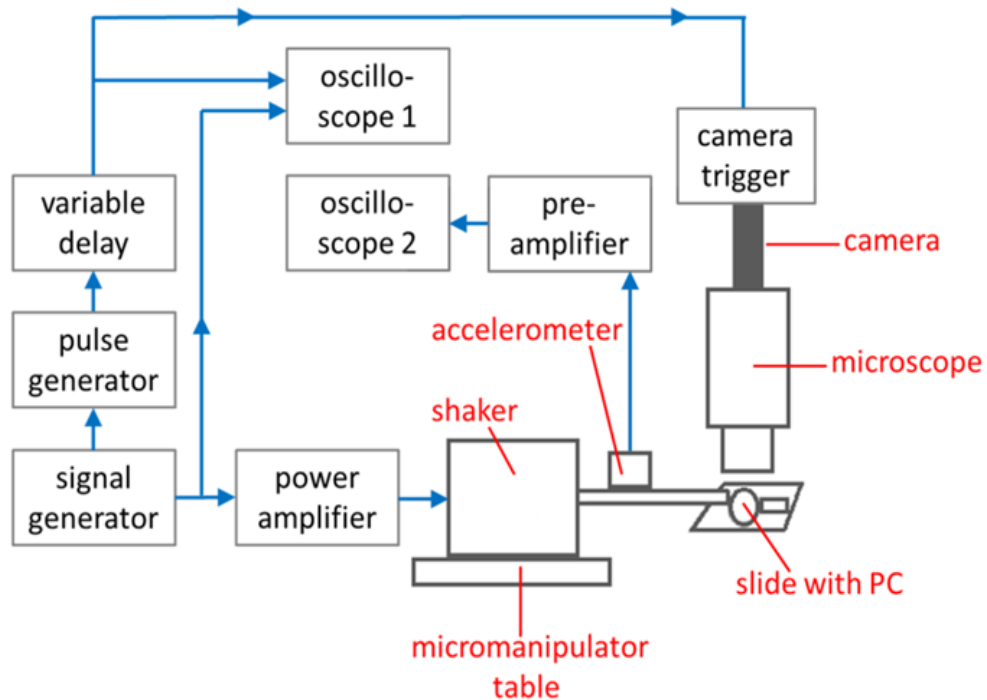 oscillo-
scope 1
camera
trigger
variable
delay
oscillo-
scope 2
pre-
amplifier
camera
pulse
generator
accelerometer
microscope
shaker
signal
generator
power
amplifier
slide with PC
micromanipulator
table